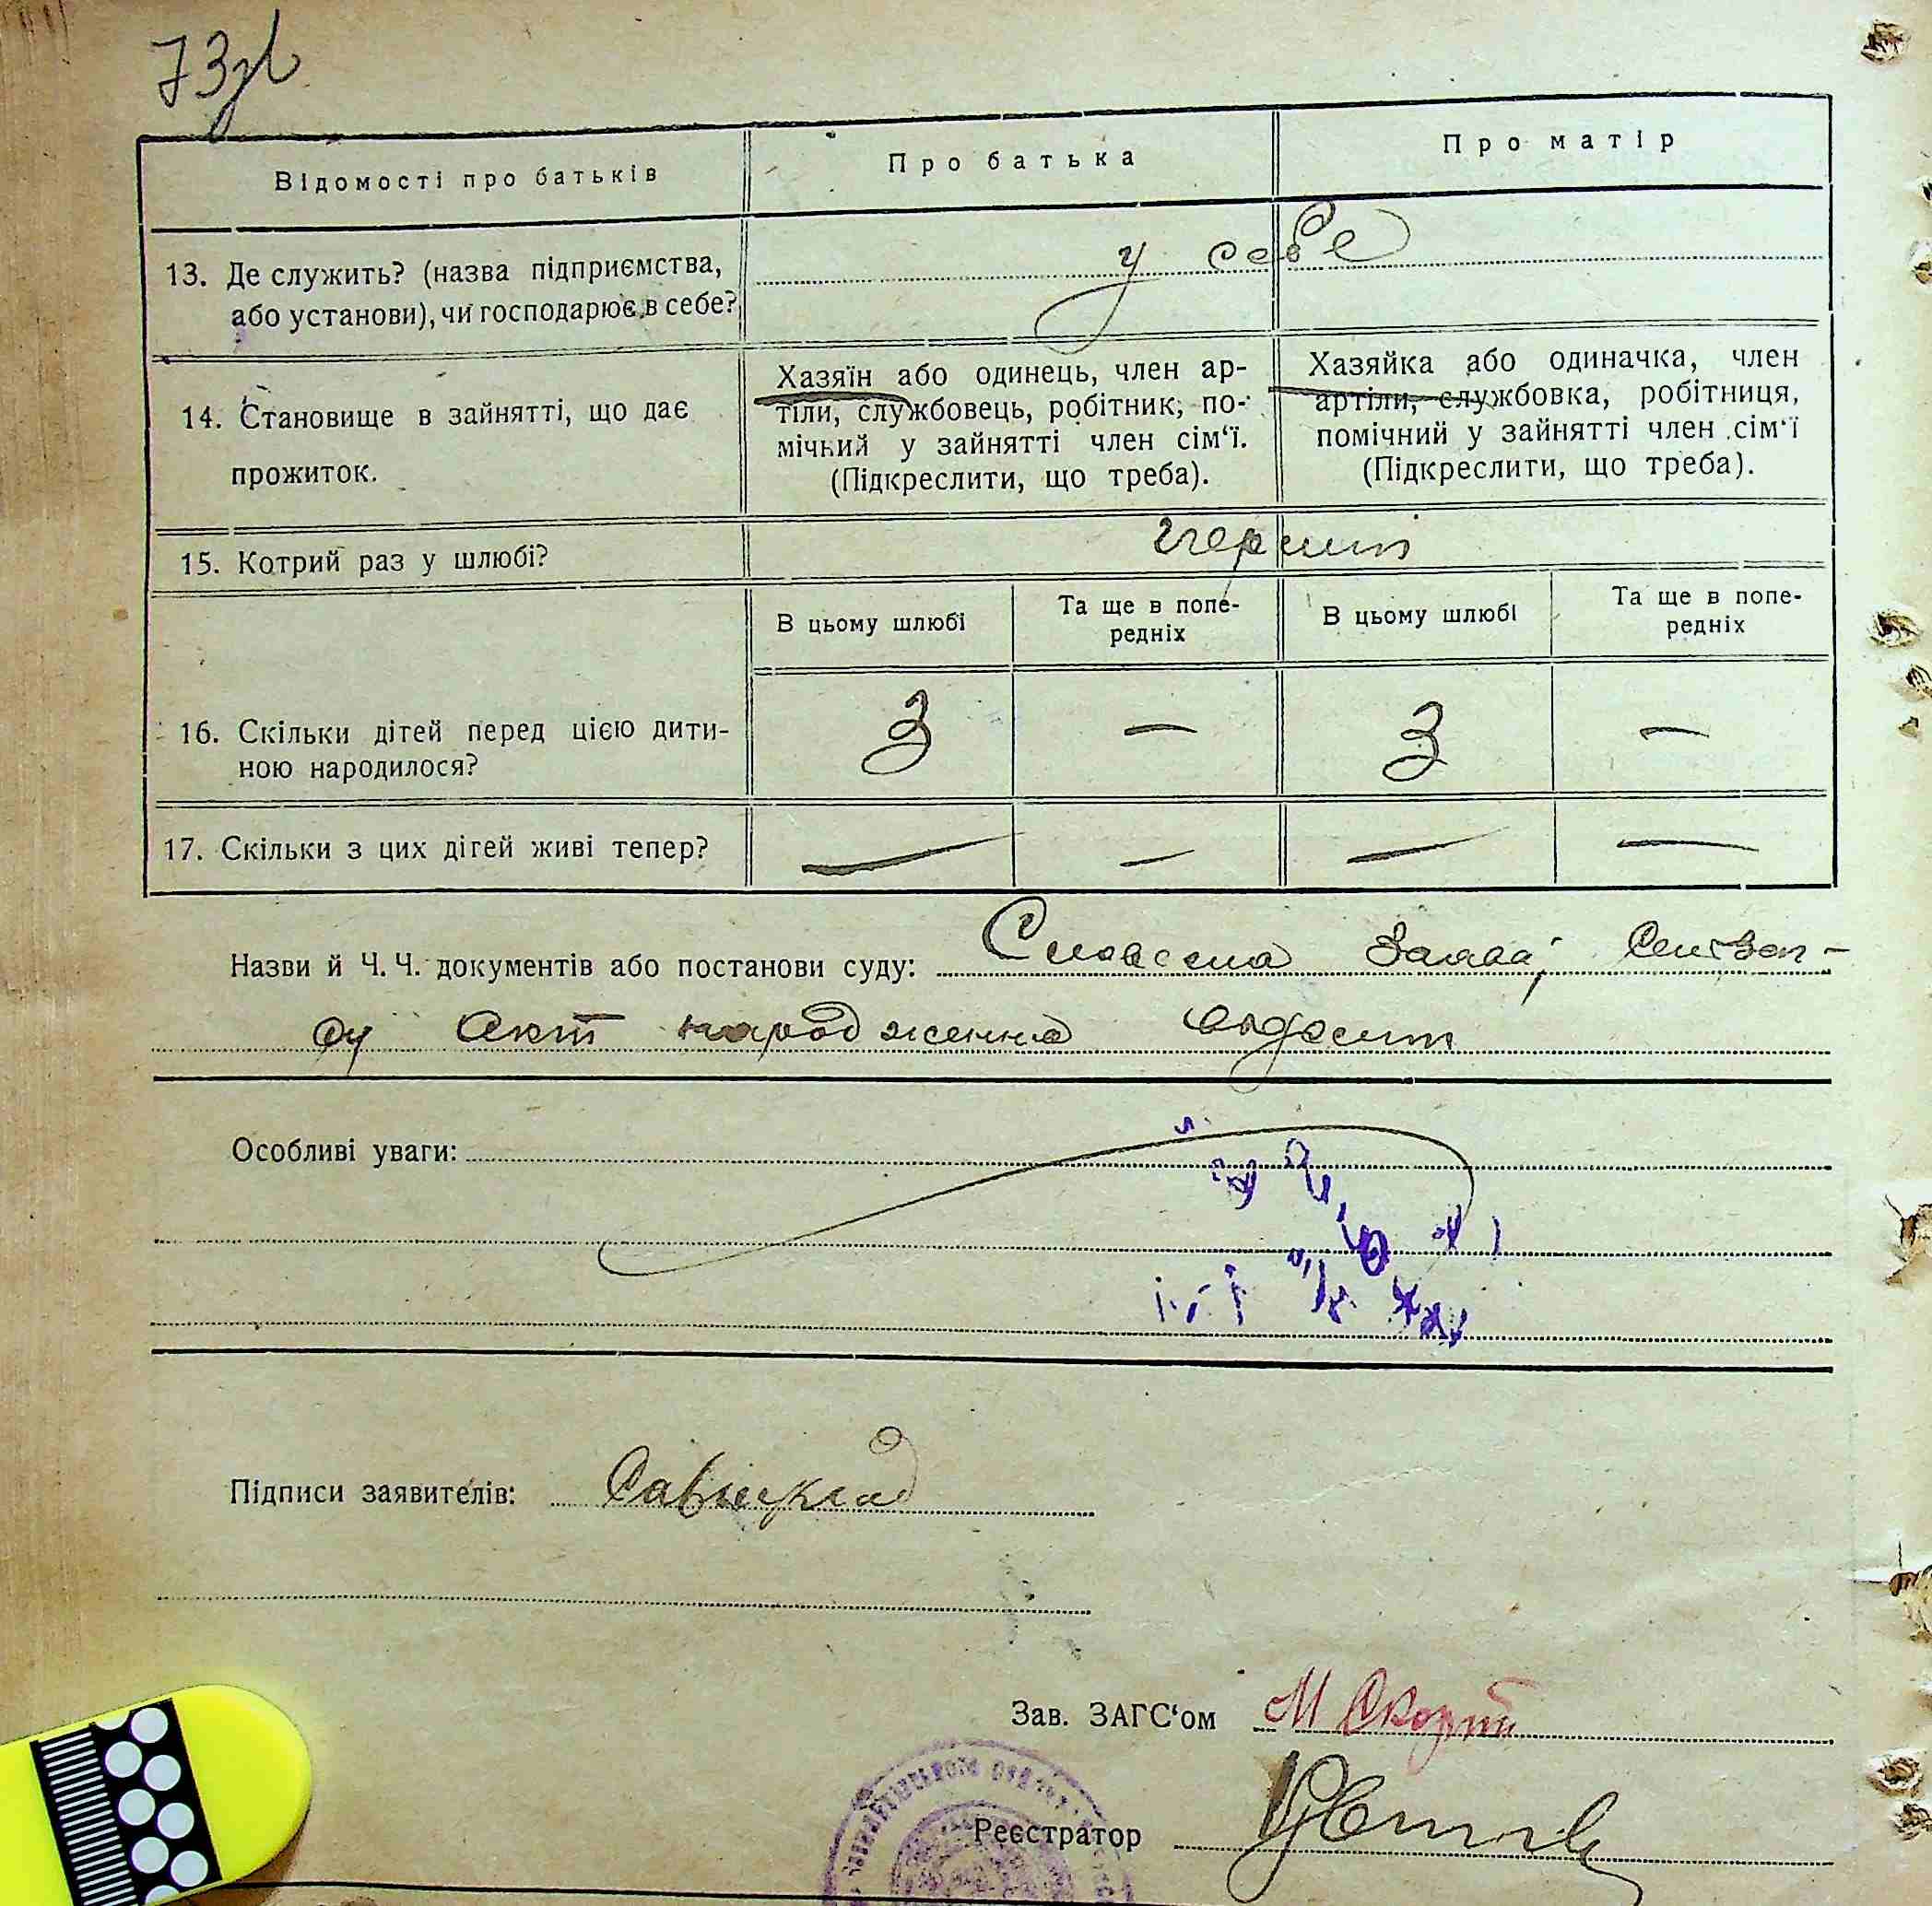 73зв
Відомості про батьків
Про батька
Про матір
13. Де служить? (назва підприємства,
або установи), чи господарює в себе?
у себе
14. Становище в зайнятті, що дає
прожиток.
Хазяїн або одинець, член ар-
тіли, службовець, робітник, по-
мічний у зайнятті член сім‘ї.
(Підкреслити, що треба).
Хазяйка або одиначка, член
артіли, службовка, робітниця,
помічний у зайнятті член сім‘ї
(Підкреслити, що треба).
15. Котрий раз у шлюбі?
В цьому шлюбі
Та ще в попе-
редніх
В цьому шлюбі
Та ще в попе-
редніх
16. Скільки дітей перед цією дити-
ною народилося?
3 — 3 —
17. Скільки з цих дігей живі тепер?
— — — —
Назви й Ч. Ч. документів або постанови суду: Словесна заява,
акт народження
Особливі уваги:
Підписи заявителів:
Зав. ЗАГС‘ом
Реєстратор